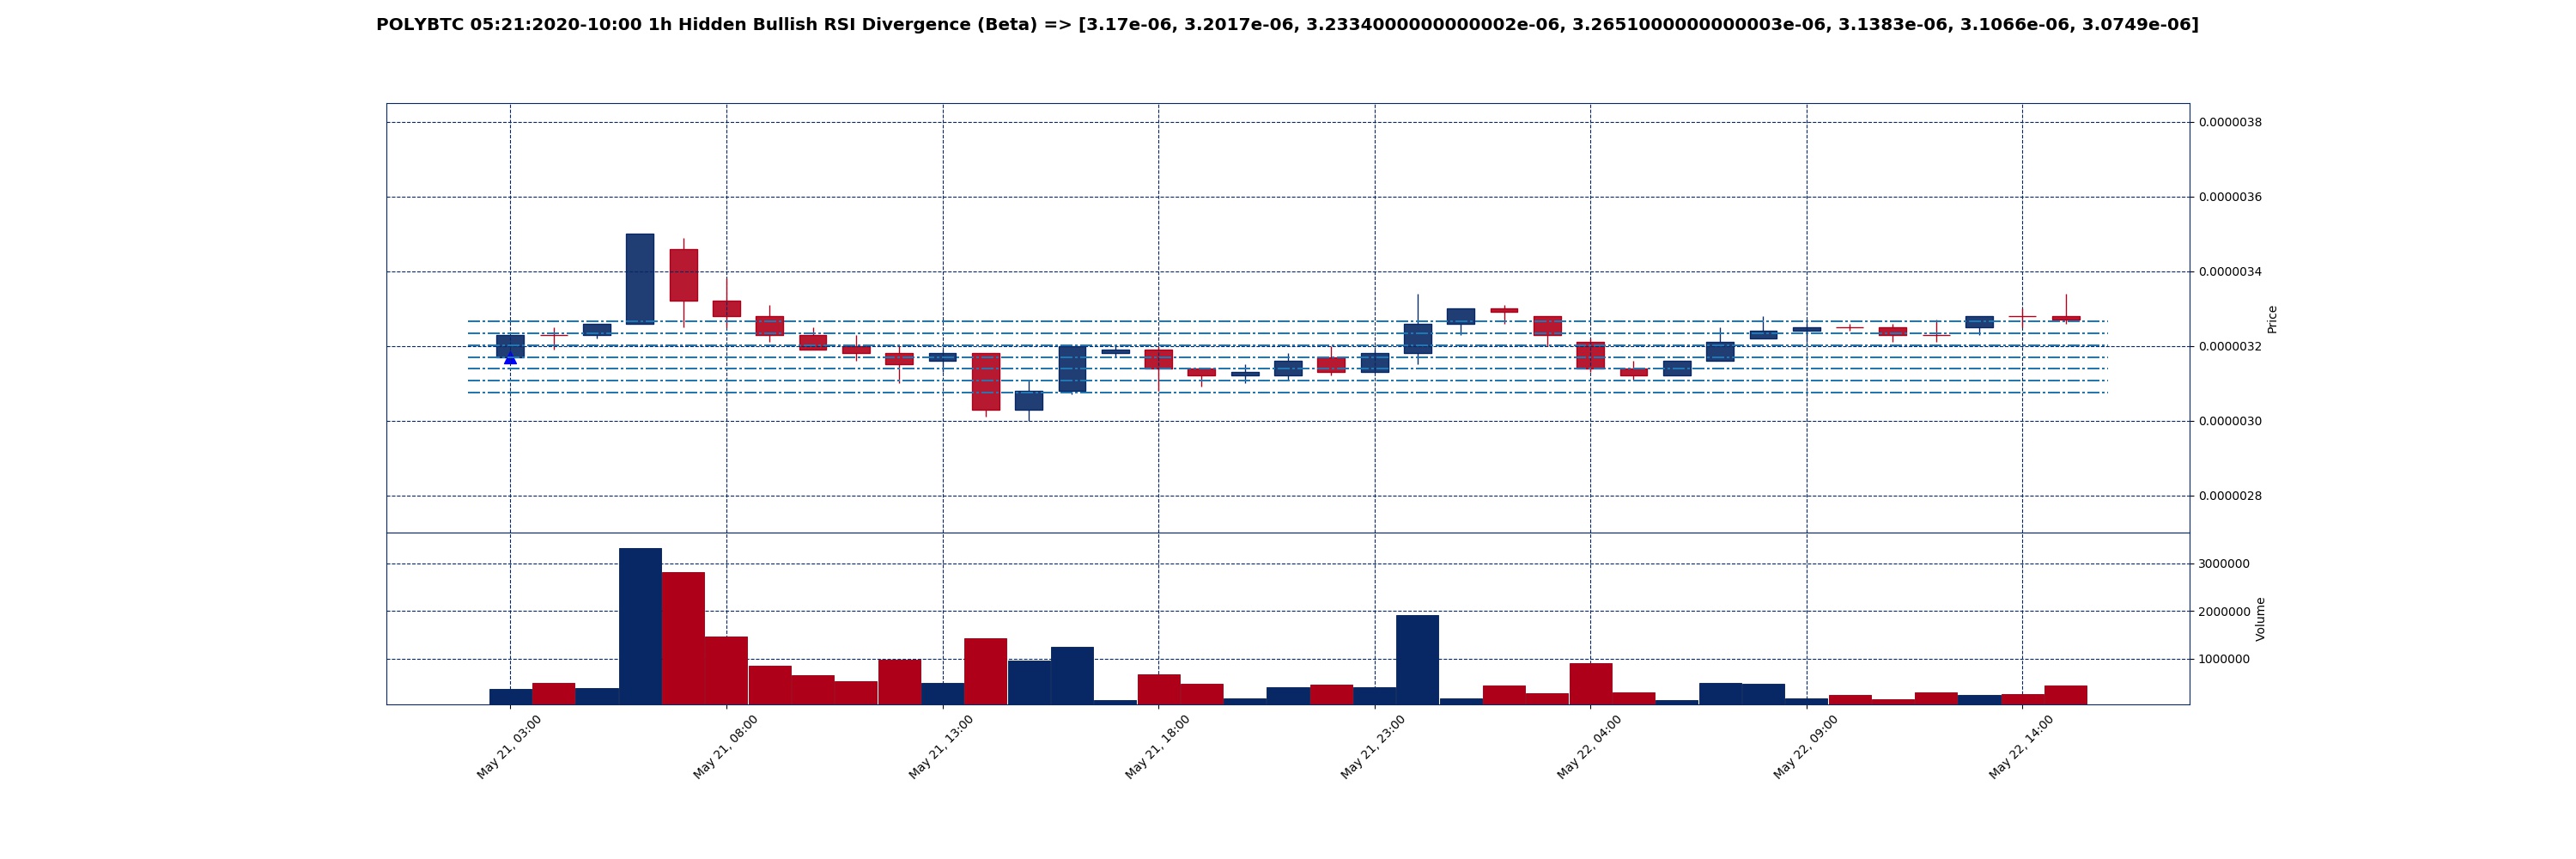 POLYBTC 05:21:2020-10:00 1h Hidden Bullish RSI Divergence (Beta) => [3.17e-06, 3.2017e-06, 3.2334000000000002e-06, 3.2651000000000003e-06, 3.1383e-06, 3.1066e-06, 3.0749e-06]
0.0000038
0.0000036
0.0000034
0.0000032
0.0000030
0.0000028
Price
3000000
2000000
1000000
Volume
May 21, 03:00
May 21, 08:00
May 21, 13:00
May 21, 18:00
May 21, 23:00
May 22, 04:00
May 22, 09:00
May 22, 14:00